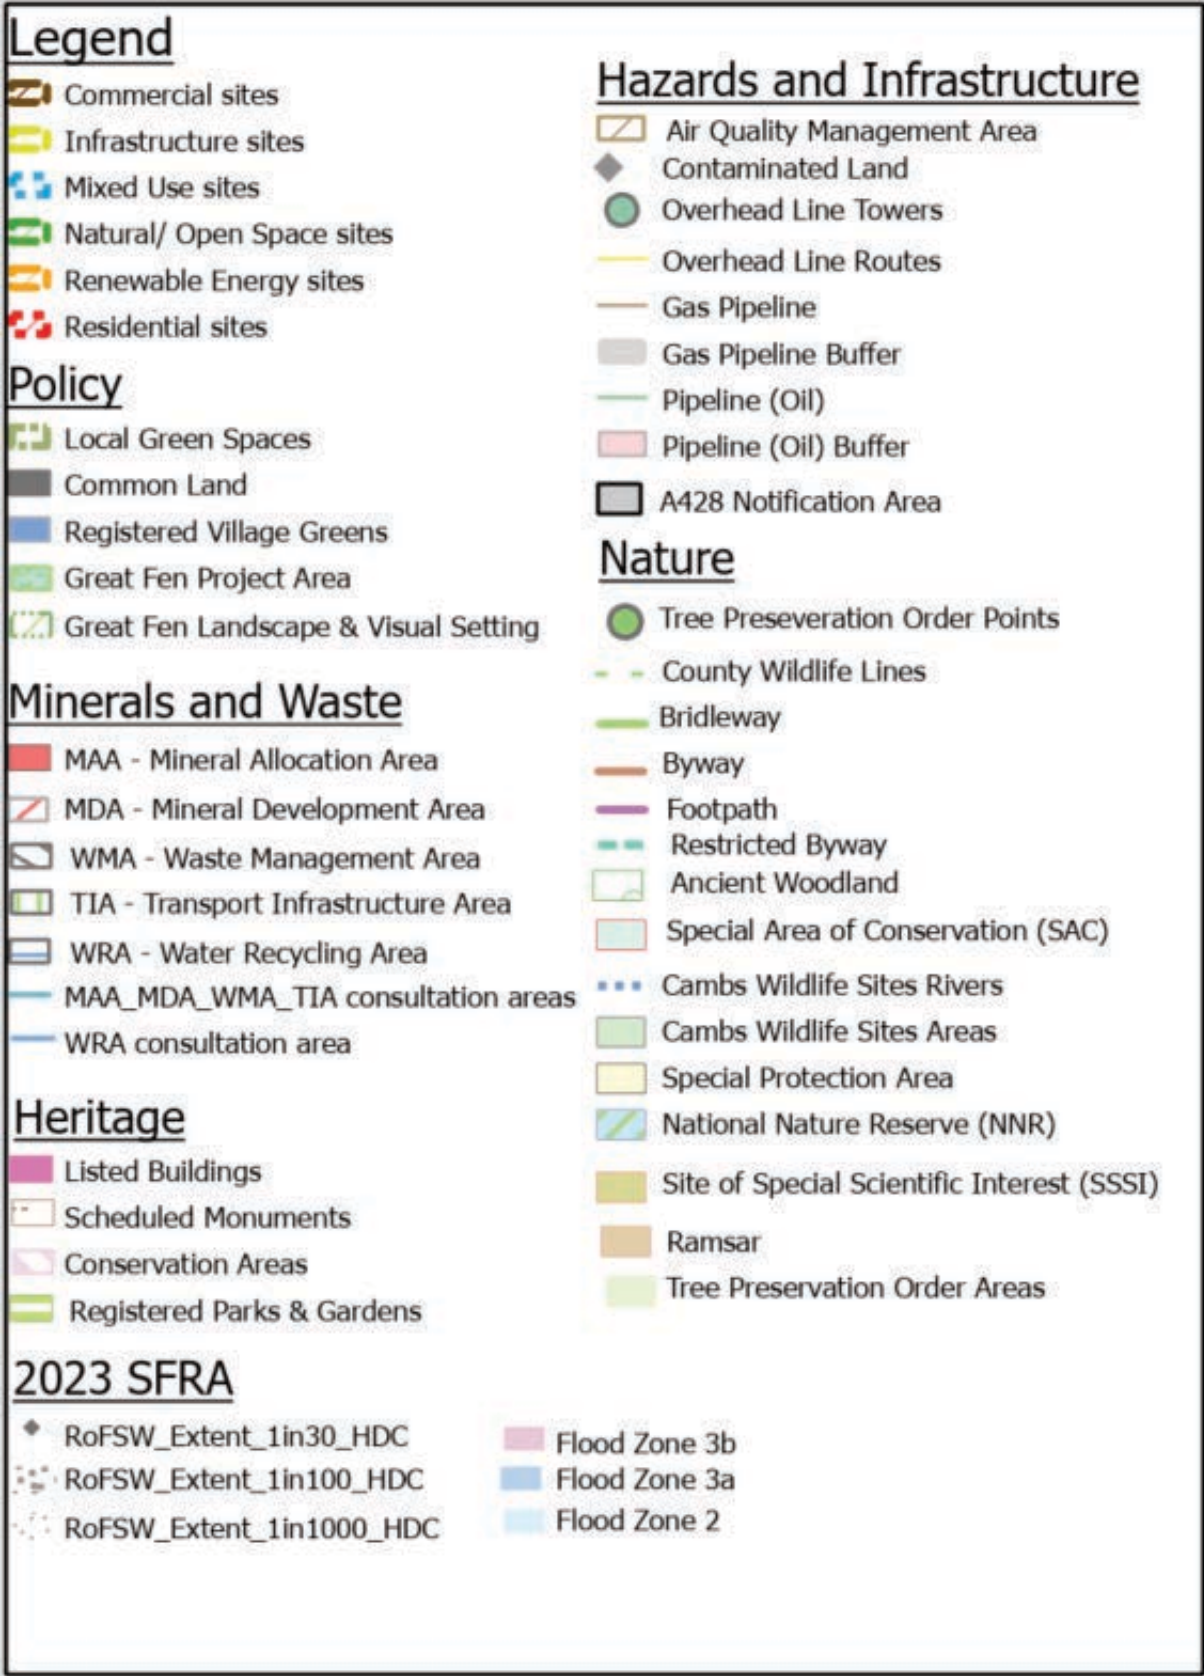 Legend
Commercial sites
Infrastructure sites
Mixed Use sites
Natural/ Open Space sites
Renewable Energy sites
Residential sites
Policy
Local Green Spaces
Common Land
Registered Village Greens
Great Fen Project Area
Great Fen Landscape & Visual Setting
Minerals and Waste
MAA - Mineral Allocation Area
MDA - Mineral Development Area
WMA - Waste Management Area
TIA - Transport Infrastructure Area
WRA - Water Recycling Area
MAA_MDA_WMA_TIA consultation areas
WRA consultation area
Heritage
Listed Buildings
Scheduled Monuments
Conservation Areas
Registered Parks & Gardens
2023 SFRA
RoFSW_Extent_1in30_HDC
RoFSW_Extent_1in100_HDC
RoFSW_Extent_1in1000_HDC
Flood Zone 3b
Flood Zone 3a
Flood Zone 2
Hazards and Infrastructure
Air Quality Management Area
Contaminated Land
Overhead Line Towers
Overhead Line Routes
Gas Pipeline
Gas Pipeline Buffer
Pipeline (Oil)
Pipeline (Oil) Buffer
A428 Notification Area
Nature
Tree Preseveration Order Points
County Wildlife Lines
Bridleway
Byway
Footpath
Restricted Byway
Ancient Woodland
Special Area of Conservation (SAC)
Cambs Wildlife Sites Rivers
Cambs Wildlife Sites Areas
Special Protection Area
National Nature Reserve (NNR)
Site of Special Scientific Interest (SSSI)
Ramsar
Tree Preservation Order Areas